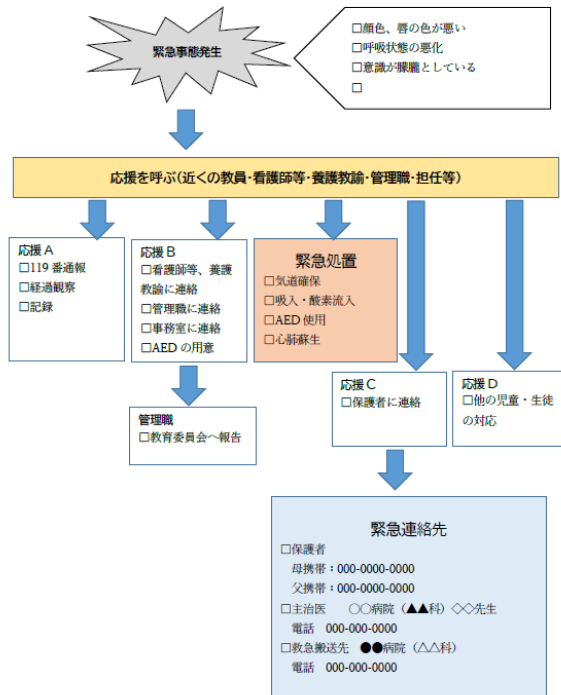 緊急事態発生
□顔色、唇の色が悪い
□呼吸状態の悪化
□意識が朦朧としている
□
応援を呼ぶ(近くの教員・看護師等・養護教諭・管理職・担任等)
応援A
□119番通報
□経過観察
□記録
応援B
□看護師等、養護
教諭に連絡
□管理職に連絡
□事務室に連絡
□AEDの用意
緊急処置
□気道確保
□吸入・酸素流入
□AED使用
□心肺蘇生
応援C
□保護者に連絡
応援D
□他の児童・生徒
の対応
管理職
□教育委員会へ報告
緊急連絡先
□保護者
母携帯:000-0000-0000
父携帯:000-0000-0000
□主治医 ○○病院(▲▲科)◇◇先生
電話 000-000-0000
□救急搬送先 ●●病院(△△科)
電話 000-000-0000